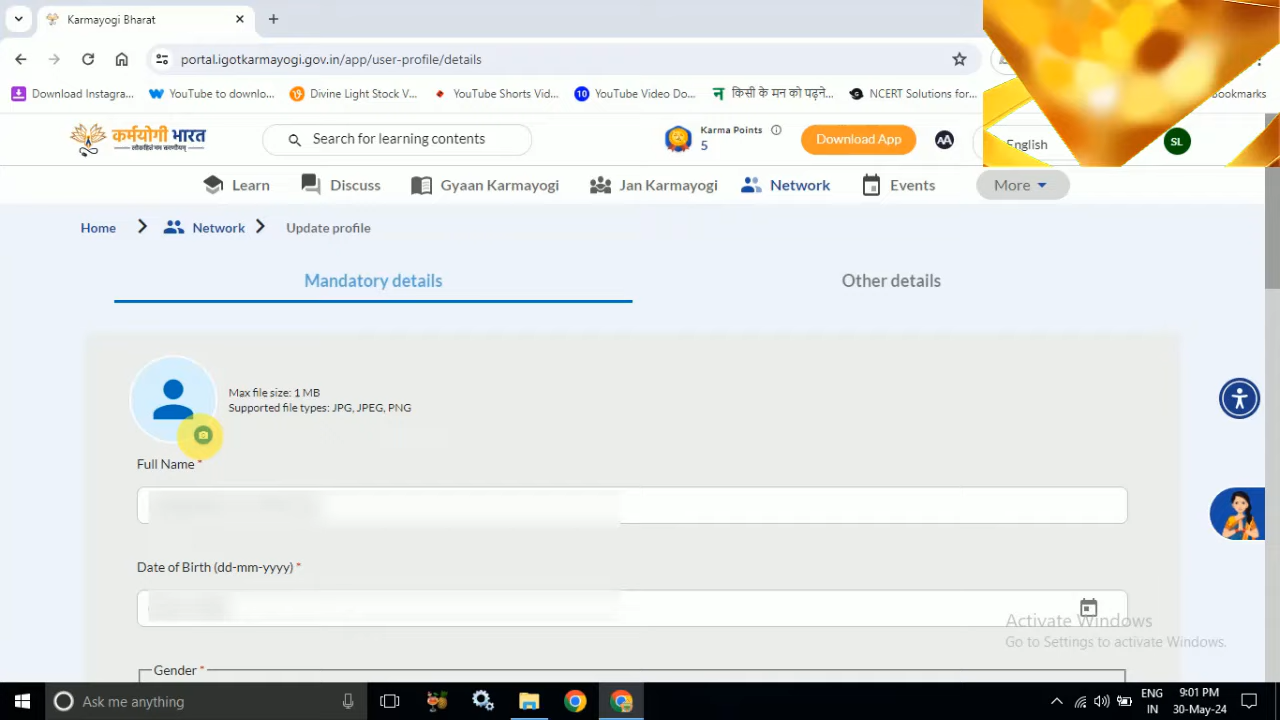 Karmayogi Bharat
portal.igotkarmayogi.gov.in/app/user-profile/details
Download Instagra... YouTube to downlo... Divine Light Stock V... YouTube Shorts Vid... 10 YouTube Video Do... न किसी के मन को पढ़ने... NCERT Solutions for... ookmarks
कर्मयोगी भारत
Search for learning contents
Karma Points
5
Download App
AA
English
SL
Learn Discuss Gyaan Karmayogi Jan Karmayogi Network Events More
Home Network Update profile
Mandatory details Other details
Max file size: 1 MB
Supported file types: JPG, JPEG, PNG
Full Name *
Date of Birth (dd-mm-yyyy) *
Activate Windows
Go to Settings to activate Windows.
Gender *
Ask me anything
ENG
IN
9:01 PM
30-May-24